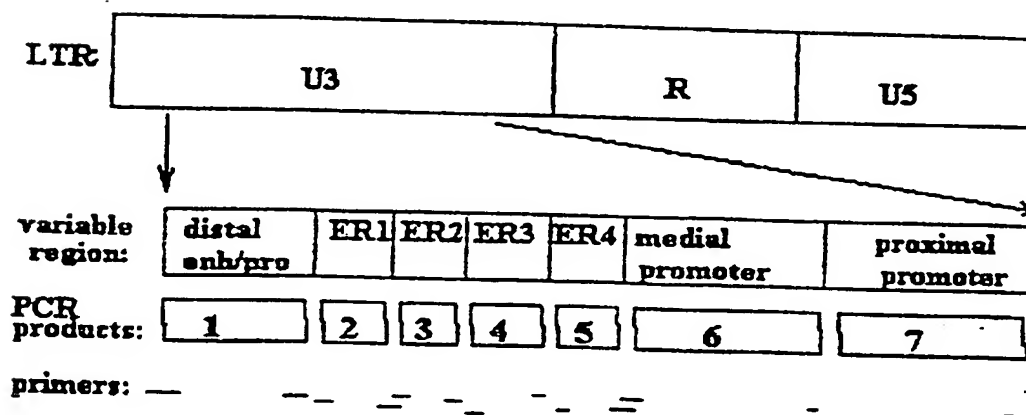 LTR: U3 R U5
variable region: distal enh/pro ER1 ER2 ER3 ER4 medial promoter proximal promoter
PCR products: 1 2 3 4 5 6 7
primers: